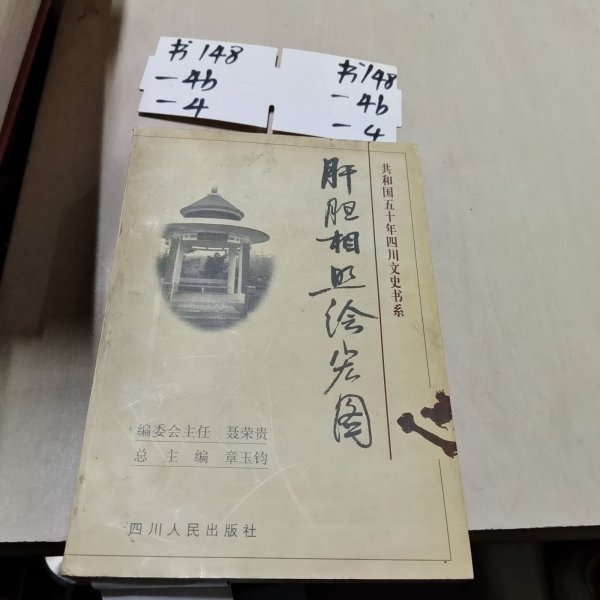 书148
-4b
-4
书148
-4b
-4
共和国五十年四川文史书系
肝胆相照绘宏图
编委会主任 聂荣贵
总主编 章玉钧
四川人民出版社